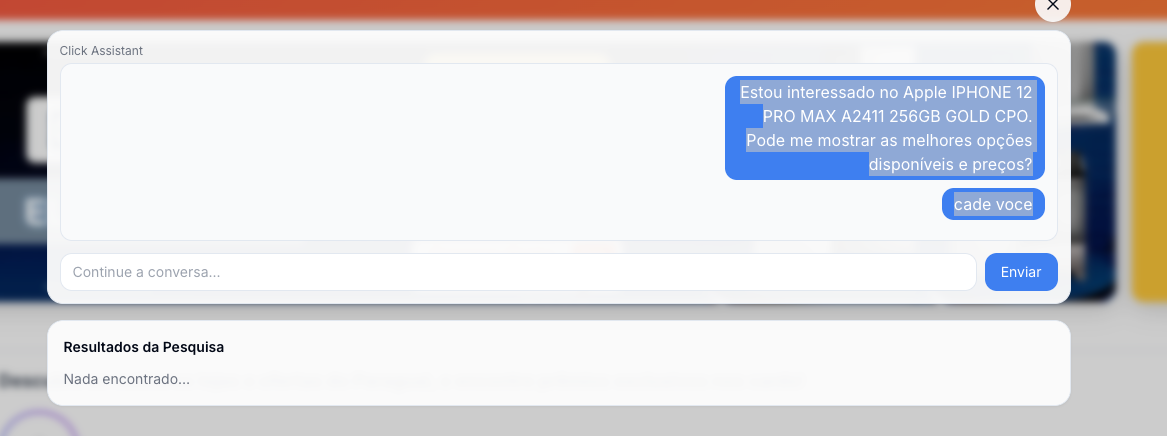 Click Assistant
Estou interessado no Apple IPHONE 12
PRO MAX A2411 256GB GOLD CPO.
Pode me mostrar as melhores opções
disponíveis e preços?
cade voce
Continue a conversa...
Enviar
Resultados da Pesquisa
Nada encontrado...